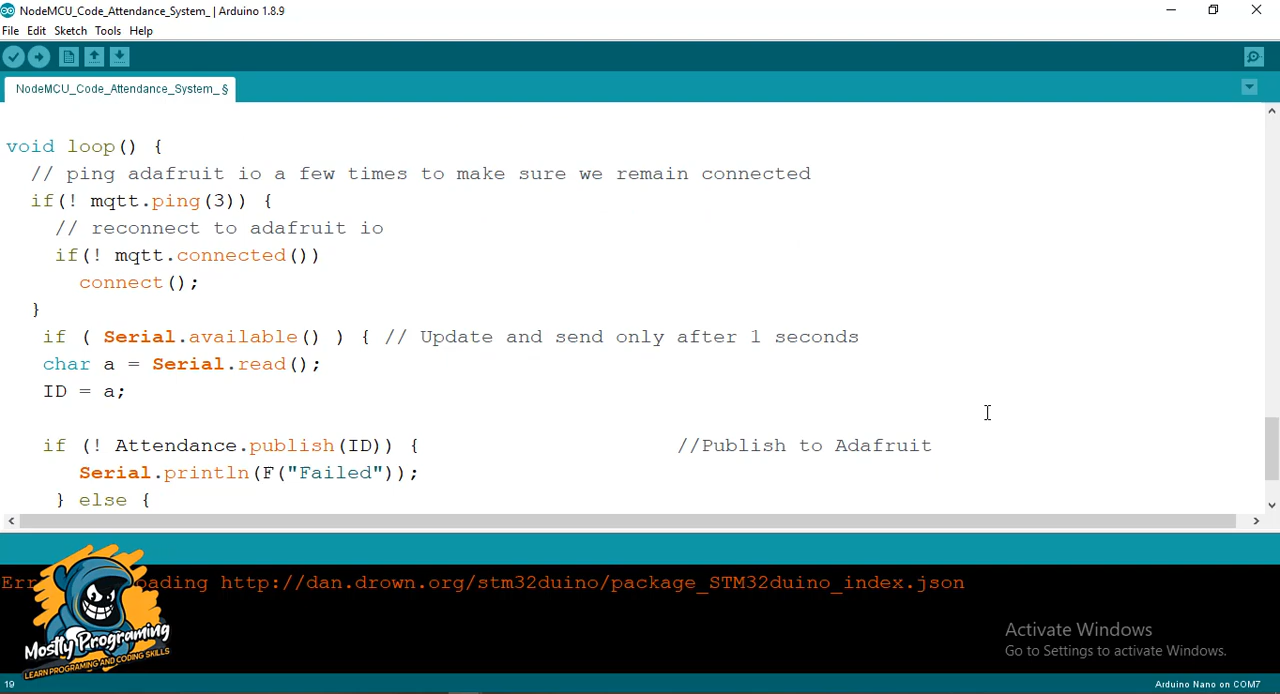 NodeMCU_Code_Attendance_System_ | Arduino 1.8.9
File Edit Sketch Tools Help
NodeMCU_Code_Attendance_System_ §
void loop() {
// ping adafruit io a few times to make sure we remain connected
if(! mqtt.ping(3)) {
// reconnect to adafruit io
if(! mqtt.connected())
connect();
}
if ( Serial.available() ) { // Update and send only after 1 seconds
char a = Serial.read();
ID = a;
if (! Attendance.publish(ID)) { //Publish to Adafruit
Serial.println(F("Failed"));
} else {
Err ading http://dan.drown.org/stm32duino/package_STM32duino_index.json
Mostly Programing
LEARN PROGRAMING AND CODING SKILLS
Activate Windows
Go to Settings to activate Windows.
19
Arduino Nano on COM7